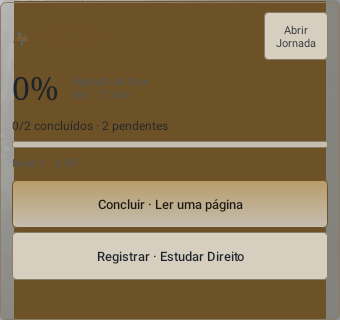 Abrir
Jornada
0%
0/2 concluídos · 2 pendentes
Concluir · Ler uma página
Registrar · Estudar Direito